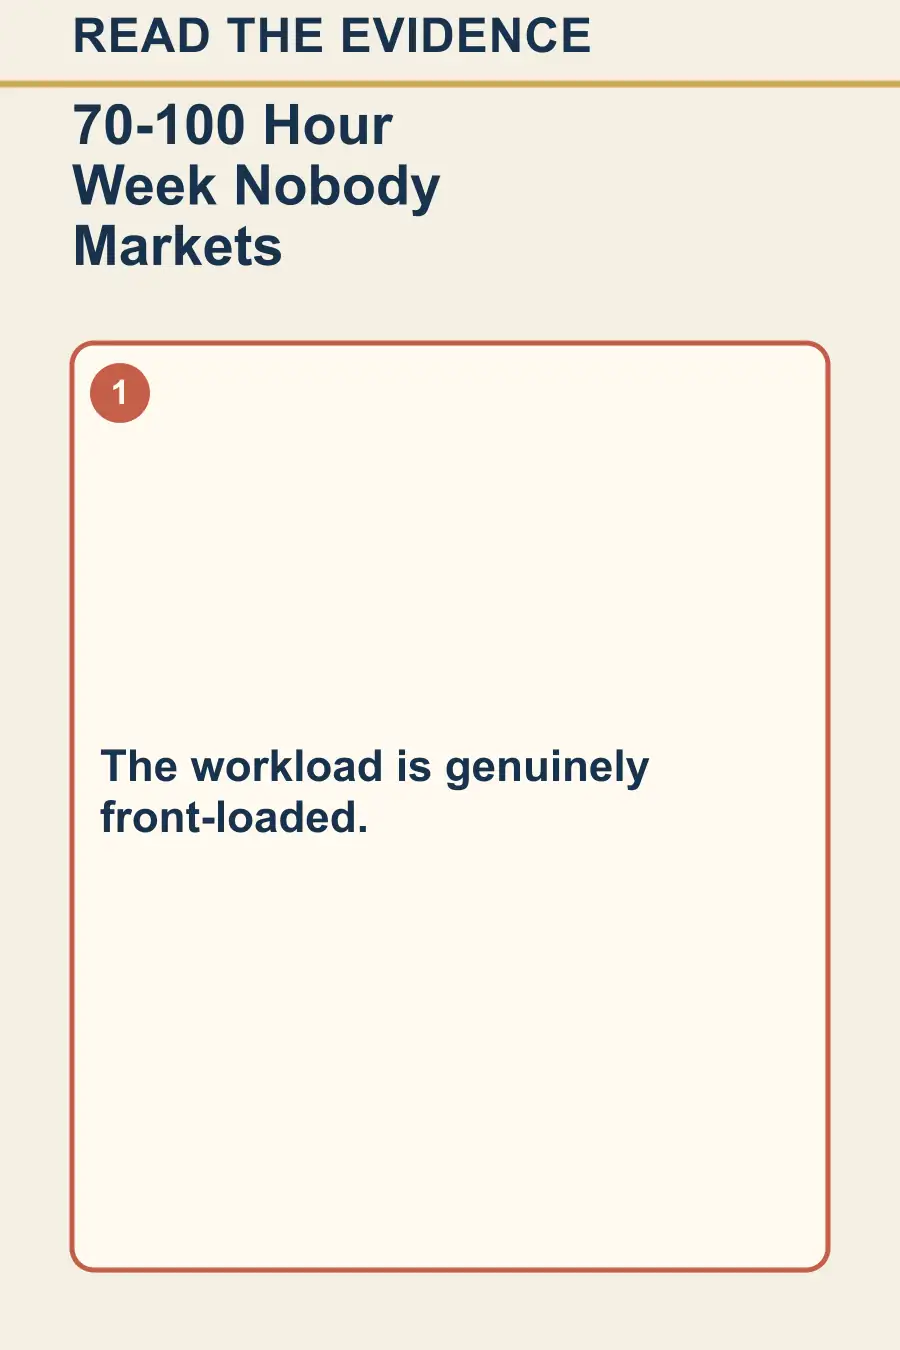 READ THE EVIDENCE
70-100 Hour
Week Nobody
Markets
1
The workload is genuinely
front-loaded.